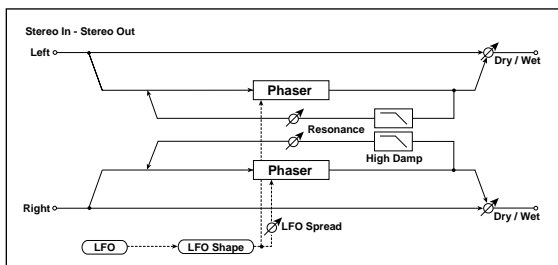 Stereo In - Stereo Out
Left
Dry / Wet
Phaser
Resonance
High Damp
Phaser
Right
LFO Spread
Dry / Wet
LFO
LFO Shape